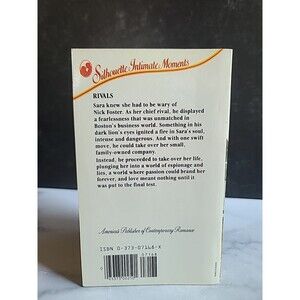 Silhouette Intimate Moments
RIVALS
Sara knew she had to be wary of
Nick Foster. As her chief rival, he displayed
a fearlessness that was unmatched in
Boston's business world. Something in his
dark lion's eyes ignited a fire in Sara's soul,
intense and dangerous. And with one swift
move, he could take over her small,
family-owned company.
Instead, he proceeded to take over her life,
plunging her into a world of espionage and
lies, a world where passion could brand her
forever, and love meant nothing until it
was put to the final test.
America's Publisher of Contemporary Romance
ISBN 0-373-07168-X